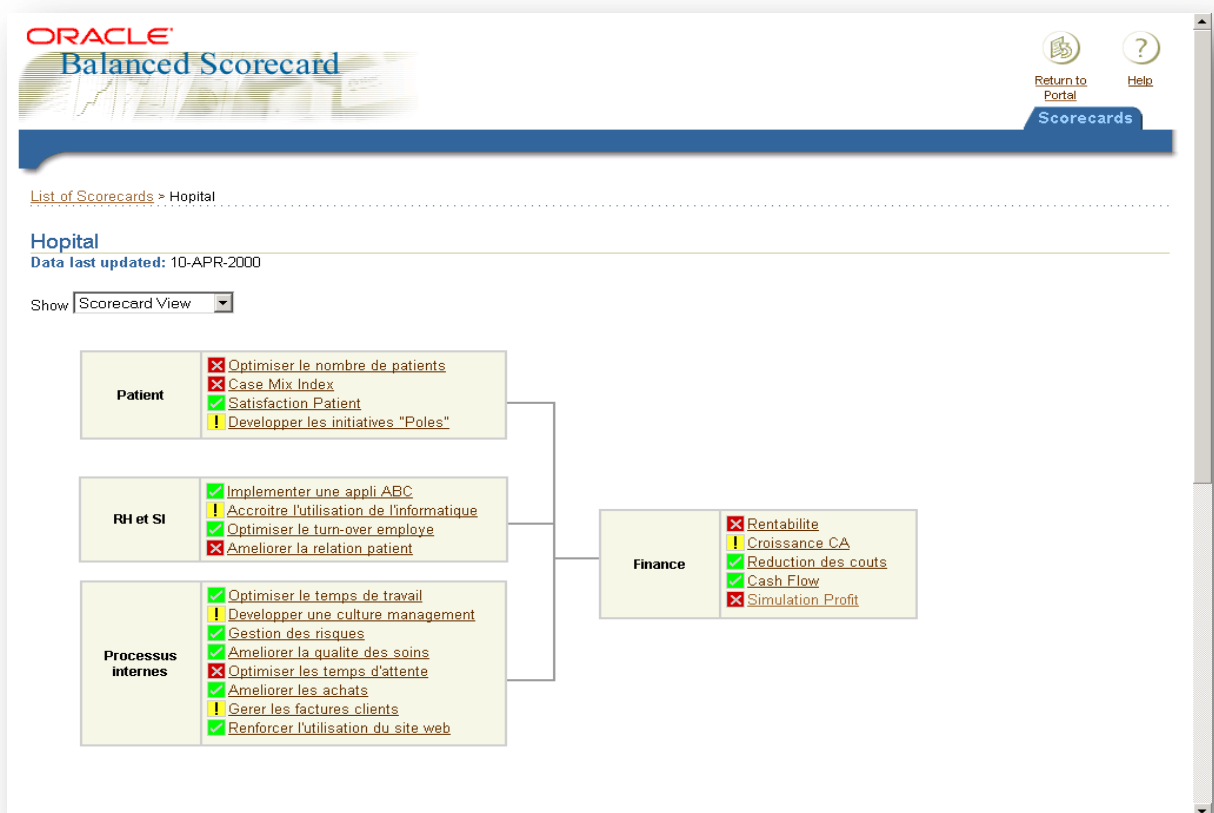 ORACLE
Balanced Scorecard
Return to
Portal
Help
Scorecards
List of Scorecards > Hopital
Hopital
Data last updated: 10-APR-2000
Show Scorecard View
Patient
Optimiser le nombre de patients
Case Mix Index
Satisfaction Patient
Developper les initiatives "Poles"
RH et SI
Implementer une appli ABC
Accroitre l'utilisation de l'informatique
Optimiser le turn-over employe
Ameliorer la relation patient
Processus
internes
Optimiser le temps de travail
Developper une culture management
Gestion des risques
Ameliorer la qualite des soins
Optimiser les temps d'attente
Ameliorer les achats
Gerer les factures clients
Renforcer l'utilisation du site web
Finance
Rentabilite
Croissance CA
Reduction des couts
Cash Flow
Simulation Profit